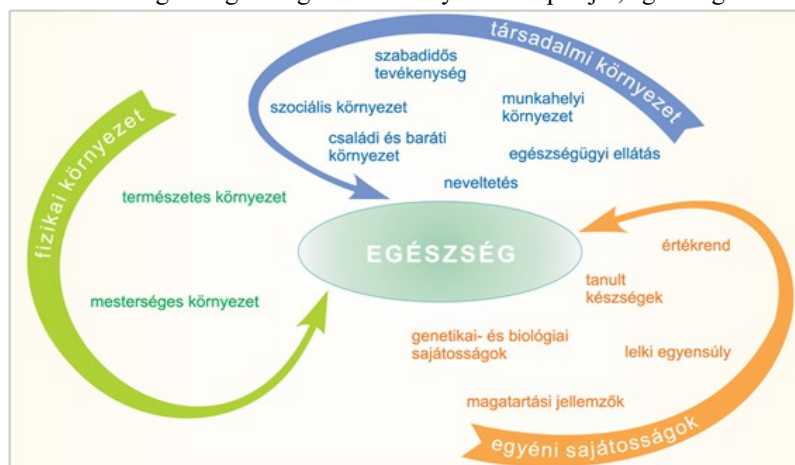 társadalmi környezet
szabadidős
tevékenység
szociális környezet
munkahelyi
környezet
családi és baráti
környezet
egészségügyi ellátás
neveltetés
fizikai környezet
természetes környezet
mesterséges környezet
EGÉSZSÉG
értékrend
tanult
készségek
genetikai- és biológiai
sajátosságok
lelki egyensúly
magatartási jellemzők
egyéni sajátosságok